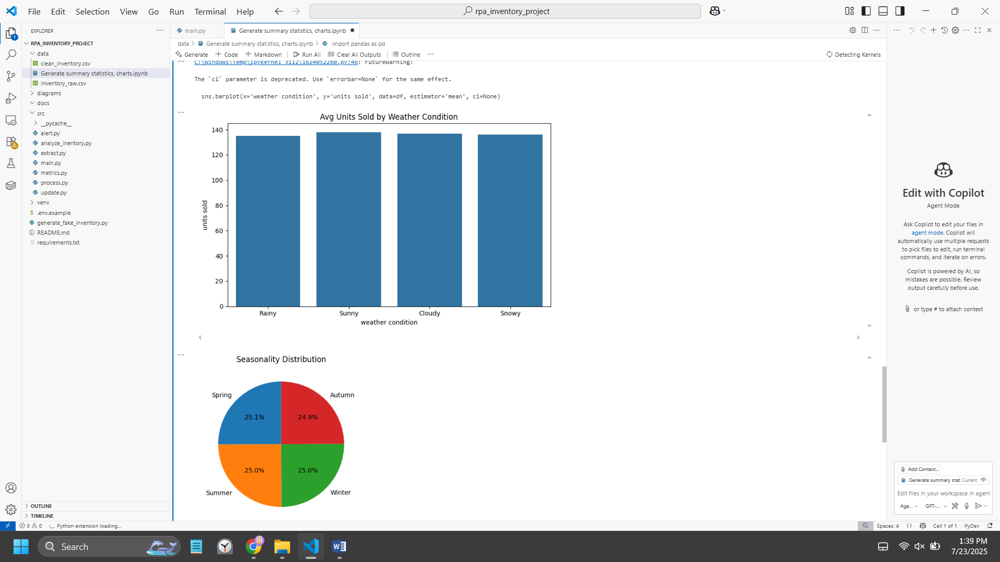 File Edit Selection View Go Run Terminal Help
rpa_inventory_project
EXPLORER
RPA_INVENTORY_PROJECT
data
clean_inventory.csv
Generate summary statistics, charts.ipynb
inventory_raw.csv
diagrams
docs
src
__pycache__
alert.py
analyze_inentory.py
extract.py
main.py
metrics.py
process.py
update.py
venv
.env.example
generate_fake_inventory.py
README.md
requirements.txt
OUTLINE
TIMELINE
main.py
Generate summary statistics, charts.ipynb
data > Generate summary statistics, charts.ipynb > import pandas as pd
Generate + Code + Markdown Run All Clear All Outputs Outline ...
Detecting Kernels
C:\Windows\Temp\ipykernel_3112\1624052260.py:46: FutureWarning:
The `ci` parameter is deprecated. Use `errorbar=None` for the same effect.
sns.barplot(x='weather condition', y='units sold', data=df, estimator='mean', ci=None)
Avg Units Sold by Weather Condition
140
120
100
80
60
40
20
0
units sold
Rainy Sunny Cloudy Snowy
weather condition
Seasonality Distribution
Spring Autumn
25.1% 24.9%
25.0% 25.0%
Summer Winter
Edit with Copilot
Agent Mode
Ask Copilot to edit your files in
agent mode. Copilot will
automatically use multiple requests
to pick files to edit, run terminal
commands, and iterate on errors.
Copilot is powered by AI, so
mistakes are possible. Review
output carefully before use.
or type # to attach context
Add Context...
Generate summary stati Current
Edit files in your workspace in agent
Age... GPT-...
0 0 Python extension loading...
Spaces: 4 {} Cell 1 of 1 PyDev
1
Search
1:39 PM
7/23/2025